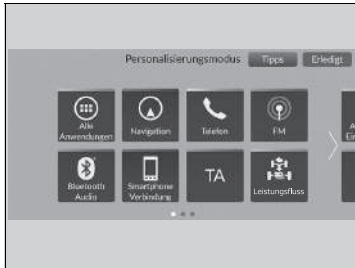 Personalisierungsmodus Tipps Erledigt
Alle
Anwendungen
Navigation
Telefon
FM
Bluetooth
Audio
Smartphone
Verbindung
TA
Leistungsfluss